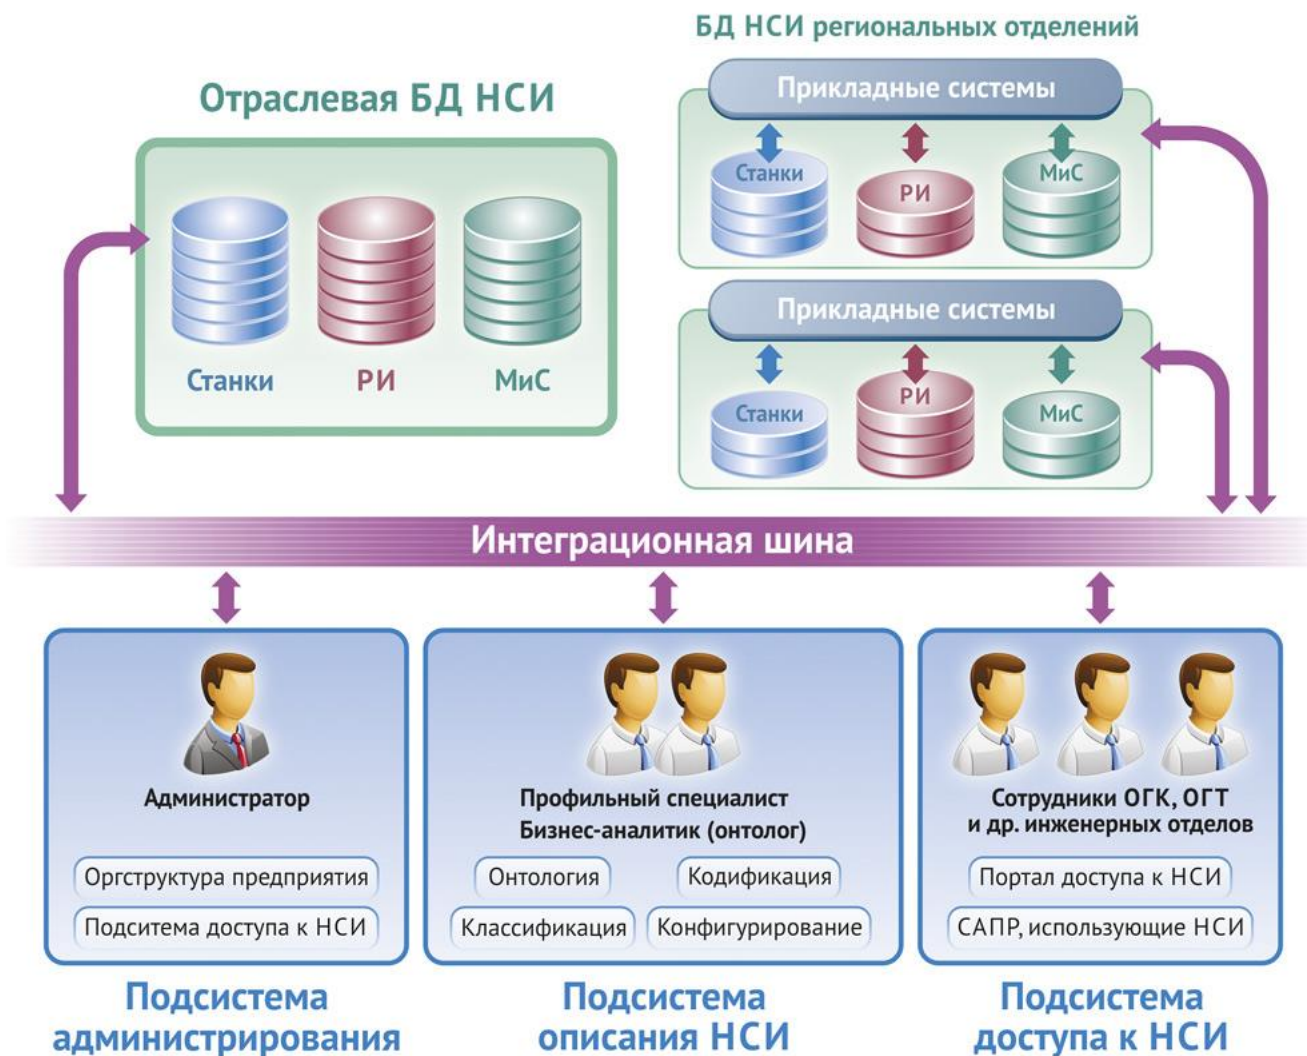 БД НСИ региональных отделений
Отраслевая БД НСИ
Прикладные системы
Станки
РИ
МиС
Прикладные системы
Станки
РИ
МиС
Станки
РИ
МиС
Интеграционная шина
Администратор
Оргструктура предприятия
Подситема доступа к НСИ
Подсистема
администрирования
Профильный специалист
Бизнес-аналитик (онтолог)
Онтология
Кодификация
Классификация
Конфигурирование
Подсистема
описания НСИ
Сотрудники ОГК, ОГТ
и др. инженерных отделов
Портал доступа к НСИ
САПР, использующие НСИ
Подсистема
доступа к НСИ